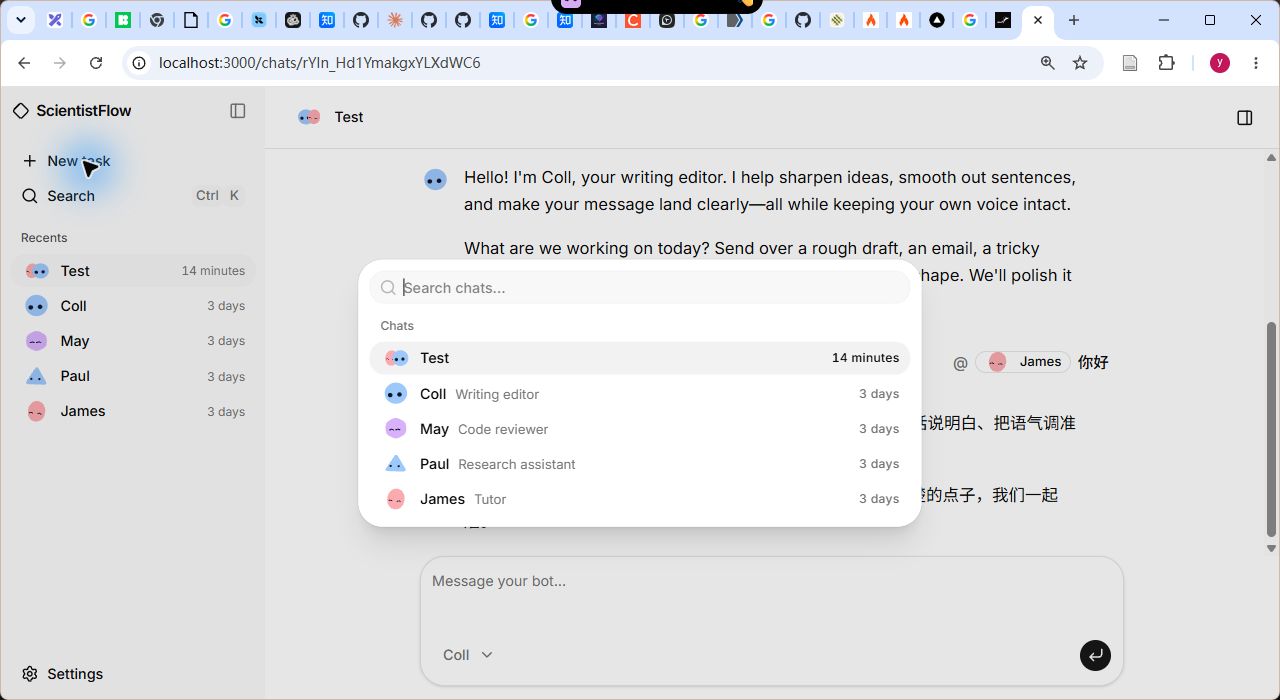 localhost:3000/chats/rYln_Hd1YmakgxYLXdWC6
y
ScientistFlow
New task
Search Ctrl K
Recents
Test 14 minutes
Coll 3 days
May 3 days
Paul 3 days
James 3 days
Settings
Test
Hello! I'm Coll, your writing editor. I help sharpen ideas, smooth out sentences,
and make your message land clearly—all while keeping your own voice intact.
What are we working on today? Send over a rough draft, an email, a tricky
hape. We'll polish it
@ James 你好
说明白、把语气调准
的点子，我们一起
Search chats...
Chats
Test 14 minutes
Coll Writing editor 3 days
May Code reviewer 3 days
Paul Research assistant 3 days
James Tutor 3 days
Message your bot...
Coll